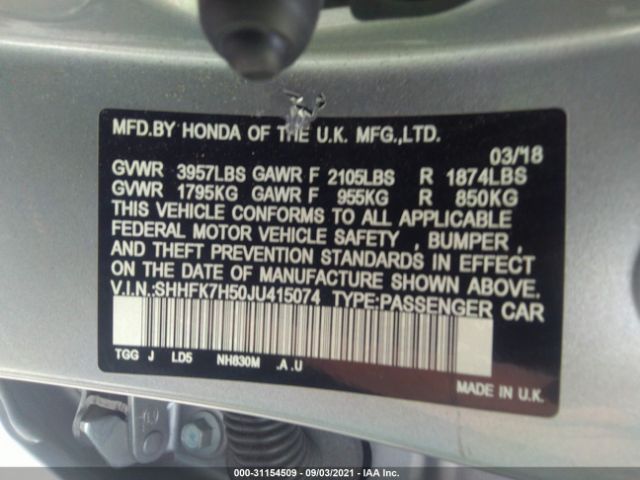 MFD.BY HONDA OF THE U.K. MFG.,LTD.
03/'18
GVWR 3957LBS GAWR F 2105LBS R 1874LBS
GVWR 1795KG GAWR F 955KG R 850KG
THIS VEHICLE CONFORMS TO ALL APPLICABLE
FEDERAL MOTOR VEHICLE SAFETY , BUMPER ,
AND THEFT PREVENTION STANDARDS IN EFFECT
ON THE DATE OF MANUFACTURE SHOWN ABOVE.
V.I.N.:SHHFK7H50JU415074 TYPE:PASSENGER CAR
TGG J LD5 NH830M .A .U
MADE IN U.K.
000-31154509 - 09/03/2021 - IAA Inc.